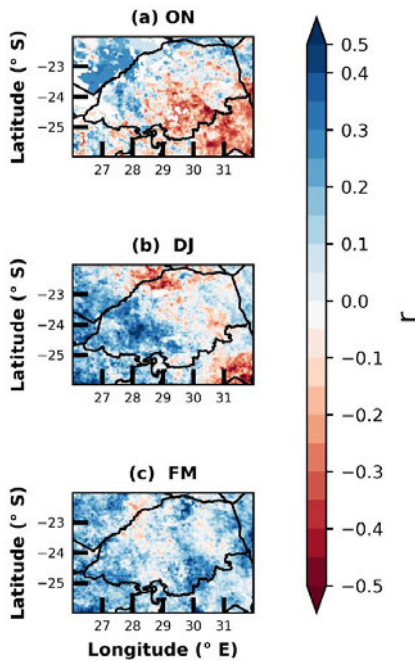 (a) ON
Latitude (° S)
−23
−24
−25
27 28 29 30 31
(b) DJ
Latitude (° S)
−23
−24
−25
27 28 29 30 31
(c) FM
Latitude (° S)
−23
−24
−25
27 28 29 30 31
Longitude (° E)
0.5
0.4
0.3
0.2
0.1
0.0
−0.1
−0.2
−0.3
−0.4
−0.5
r